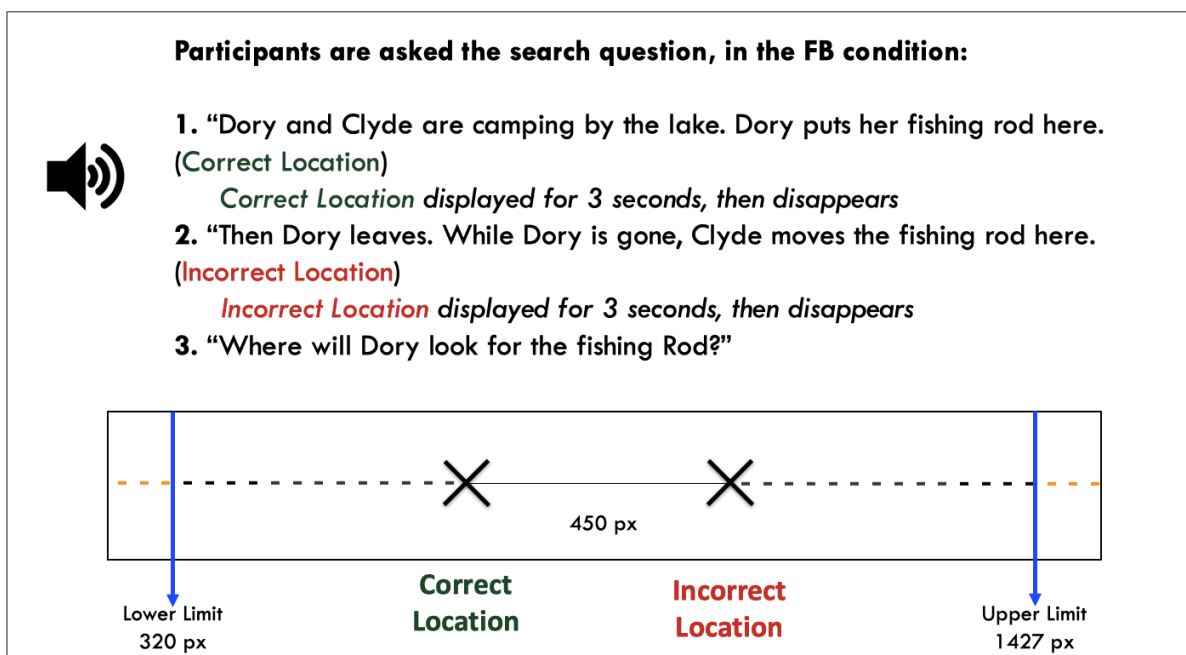 Participants are asked the search question, in the FB condition:
1. “Dory and Clyde are camping by the lake. Dory puts her fishing rod here.
(Correct Location)
Correct Location displayed for 3 seconds, then disappears
2. “Then Dory leaves. While Dory is gone, Clyde moves the fishing rod here.
(Incorrect Location)
Incorrect Location displayed for 3 seconds, then disappears
3. “Where will Dory look for the fishing Rod?”
450 px
Correct
Location
Incorrect
Location
Lower Limit
320 px
Upper Limit
1427 px